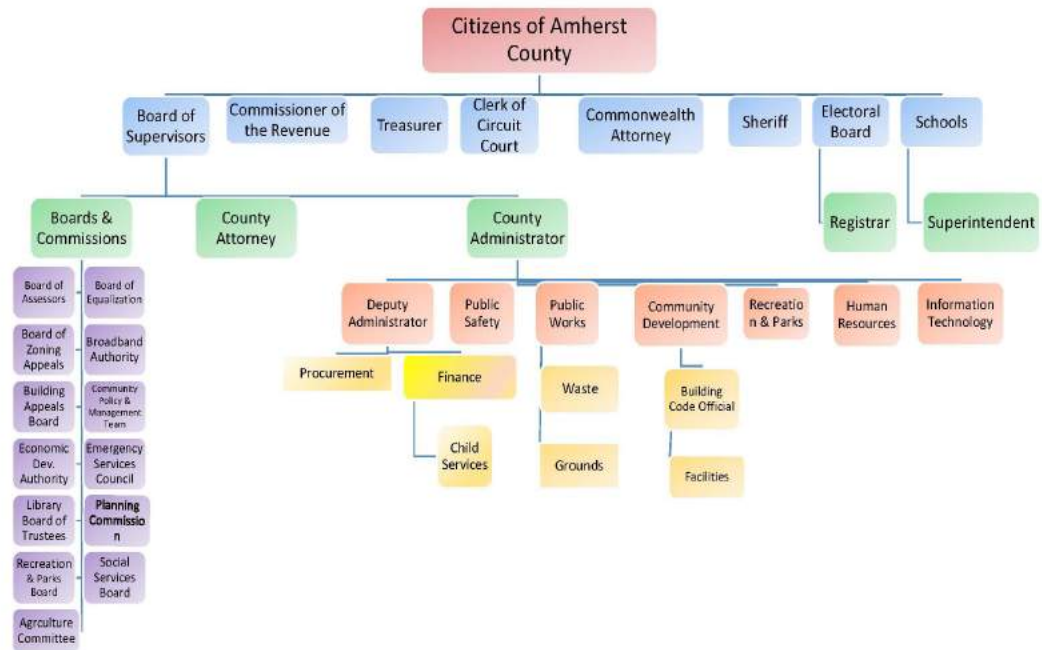 Citizens of Amherst
County
Board of
Supervisors
Commissioner of
the Revenue
Treasurer
Clerk of
Circuit
Court
Commonwealth
Attorney
Sheriff
Electoral
Board
Schools
Boards &
Commissions
County
Attorney
County
Administrator
Registrar
Superintendent
Deputy
Administrator
Public
Safety
Public
Works
Community
Development
Recreatio
n & Parks
Human
Resources
Information
Technology
Procurement
Finance
Child
Services
Waste
Grounds
Building
Code Official
Facilities
Board of
Assessors
Board of
Equalization
Board of
Zoning
Appeals
Broadband
Authority
Building
Appeals
Board
Community
Policy &
Management
Team
Economic
Dev.
Authority
Emergency
Services
Council
Library
Board of
Trustees
Planning
Commissio
n
Recreation
& Parks
Board
Social
Services
Board
Agrculture
Committee